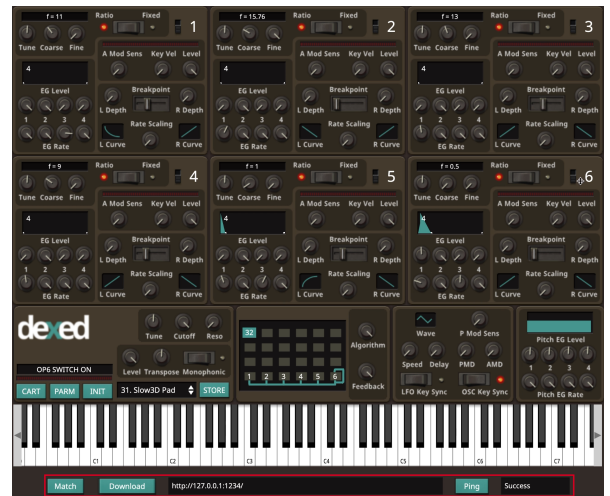 f = 11 Ratio Fixed 1
Tune Coarse Fine A Mod Sens Key Vel Level
4
EG Level
1 2 3 4
EG Rate
Breakpoint
L Depth R Depth
Rate Scaling
L Curve R Curve
f = 15.76 Ratio Fixed 2
Tune Coarse Fine A Mod Sens Key Vel Level
4
EG Level
1 2 3 4
EG Rate
Breakpoint
L Depth R Depth
Rate Scaling
L Curve R Curve
f = 13 Ratio Fixed 3
Tune Coarse Fine A Mod Sens Key Vel Level
4
EG Level
1 2 3 4
EG Rate
Breakpoint
L Depth R Depth
Rate Scaling
L Curve R Curve
f = 9 Ratio Fixed 4
Tune Coarse Fine A Mod Sens Key Vel Level
4
EG Level
1 2 3 4
EG Rate
Breakpoint
L Depth R Depth
Rate Scaling
L Curve R Curve
f = 1 Ratio Fixed 5
Tune Coarse Fine A Mod Sens Key Vel Level
4
EG Level
1 2 3 4
EG Rate
Breakpoint
L Depth R Depth
Rate Scaling
L Curve R Curve
f = 0.5 Ratio Fixed 6
Tune Coarse Fine A Mod Sens Key Vel Level
4
EG Level
1 2 3 4
EG Rate
Breakpoint
L Depth R Depth
Rate Scaling
L Curve R Curve
dexed
Tune Cutoff Reso
Level Transpose Monophonic
OP6 SWITCH ON
CART PARM INIT 31. Slow3D Pad STORE
32
1 2 3 4 5 6
Algorithm
Feedback
Wave P Mod Sens
Speed Delay PMD AMD
LFO Key Sync OSC Key Sync
Pitch EG Level
1 2 3 4
Pitch EG Rate
C1 C2 C3 C4 C5 C6 C7
Match Download http://127.0.0.1:1234/ Ping Success